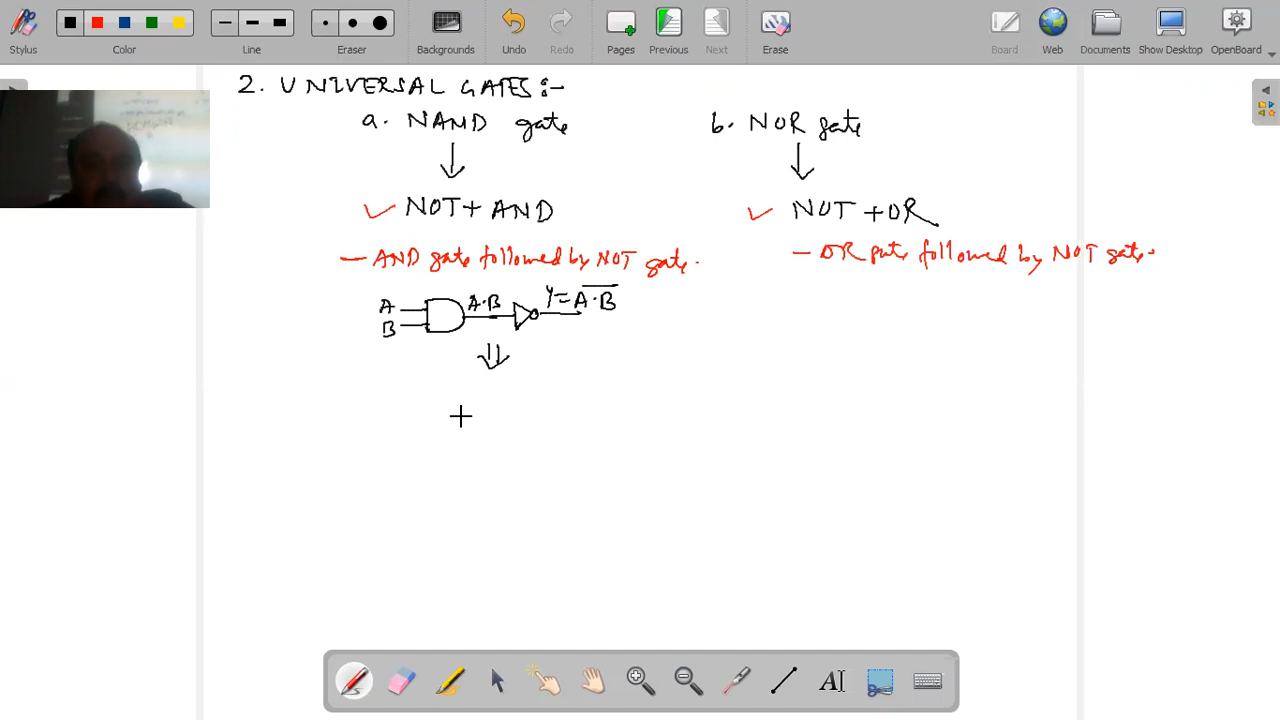 Stylus
Color
Line
Eraser
Backgrounds
Undo
Redo
Pages
Previous
Next
Erase
Board
Web
Documents
Show Desktop
OpenBoard
2. UNIVERSAL GATES :-
a. NAND gate
b. NOR gate
✓ NOT + AND
✓ NOT + OR
— AND gate followed by NOT gate.
— OR gate followed by NOT gate.
A
B
A·B
Y = \overline{A·B}